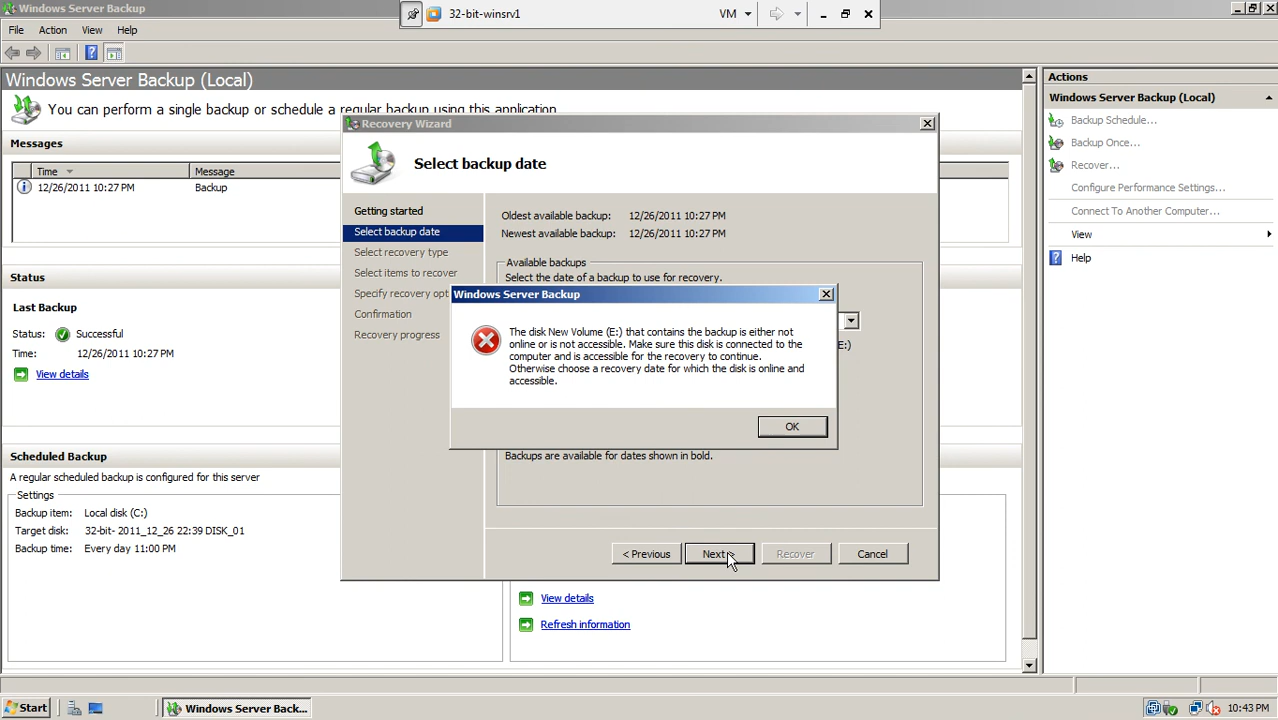 Windows Server Backup
32-bit-winsrv1
VM
File Action View Help
Windows Server Backup (Local)
You can perform a single backup or schedule a regular backup using this application
Messages
Time Message
12/26/2011 10:27 PM Backup
Status
Last Backup
Status: Successful
Time: 12/26/2011 10:27 PM
View details
Scheduled Backup
A regular scheduled backup is configured for this server
Settings
Backup item: Local disk (C:)
Target disk: 32-bit- 2011_12_26 22:39 DISK_01
Backup time: Every day 11:00 PM
View details
Refresh information
Recovery Wizard
Select backup date
Getting started
Select backup date
Select recovery type
Select items to recover
Specify recovery opt
Confirmation
Recovery progress
Oldest available backup: 12/26/2011 10:27 PM
Newest available backup: 12/26/2011 10:27 PM
Available backups
Select the date of a backup to use for recovery.
E:)
Windows Server Backup
The disk New Volume (E:) that contains the backup is either not
online or is not accessible. Make sure this disk is connected to the
computer and is accessible for the recovery to continue.
Otherwise choose a recovery date for which the disk is online and
accessible.
OK
Backups are available for dates shown in bold.
< Previous Next > Recover Cancel
Actions
Windows Server Backup (Local)
Backup Schedule...
Backup Once...
Recover...
Configure Performance Settings...
Connect To Another Computer...
View
Help
Start
Windows Server Backup...
10:43 PM